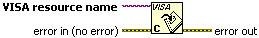 VISA resource name
VISA
error in (no error)
C
error out